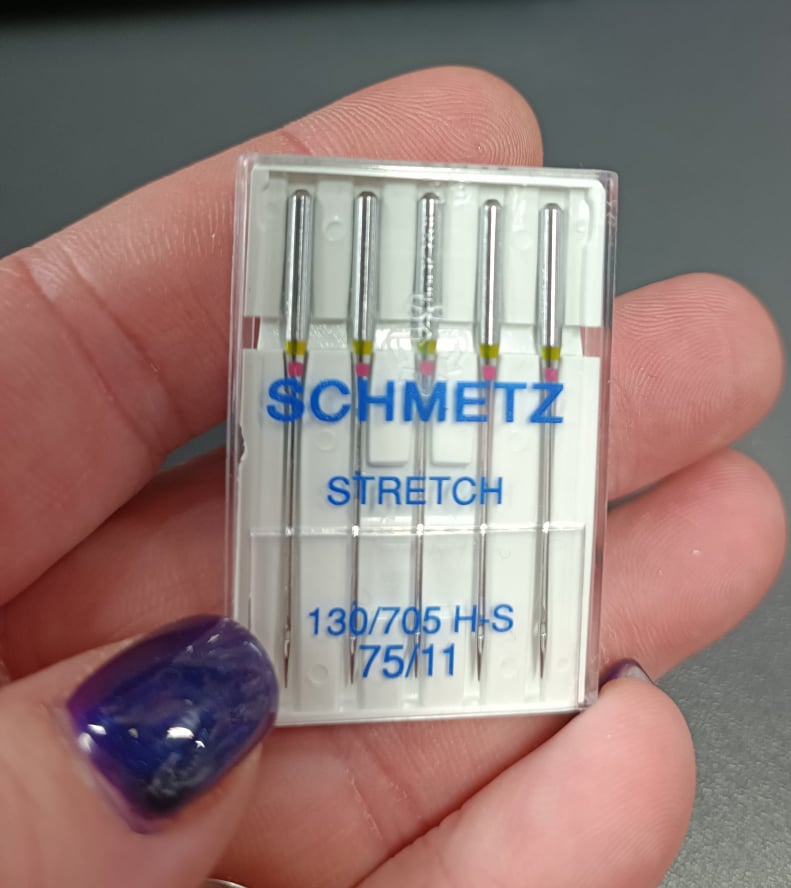 SCHMETZ
STRETCH
130/705 H-S
75/11